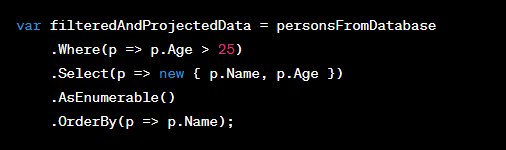 var filteredAndProjectedData = personsFromDatabase
    .Where(p => p.Age > 25)
    .Select(p => new { p.Name, p.Age })
    .AsEnumerable()
    .OrderBy(p => p.Name);